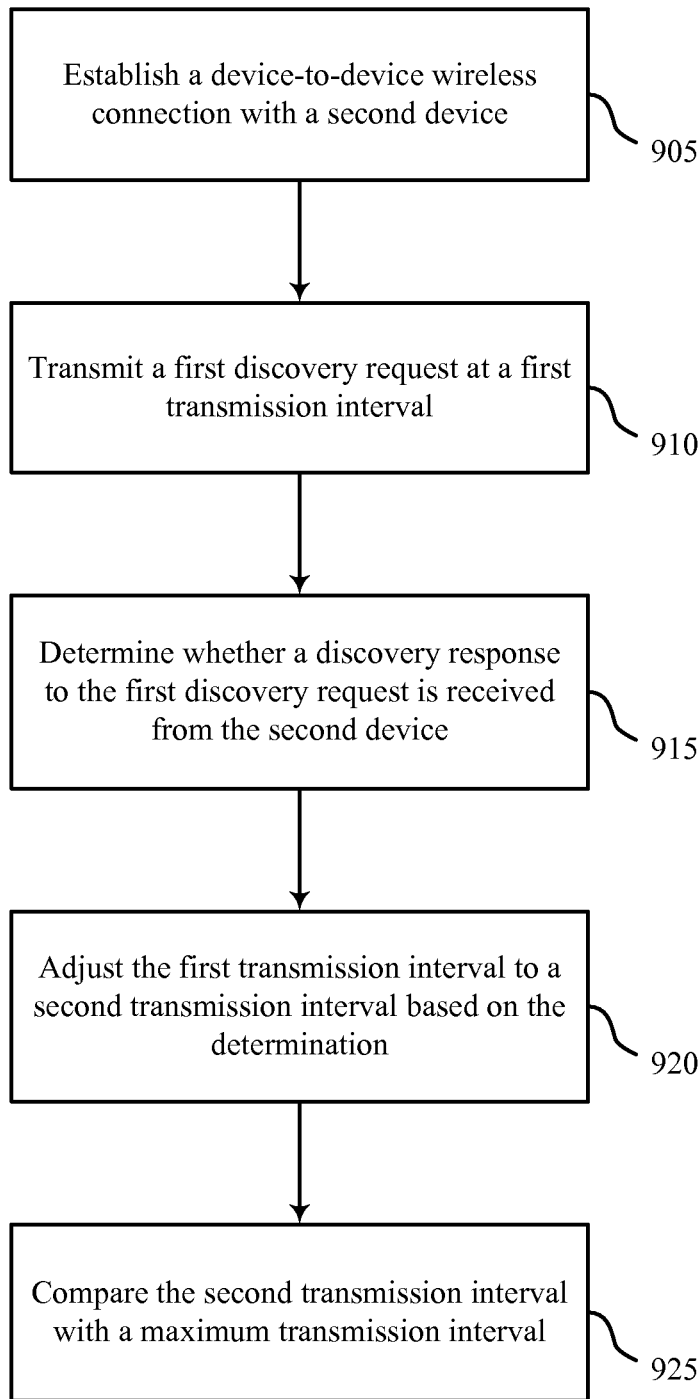 Establish a device-to-device wireless
connection with a second device
905
Transmit a first discovery request at a first
transmission interval
910
Determine whether a discovery response
to the first discovery request is received
from the second device
915
Adjust the first transmission interval to a
second transmission interval based on the
determination
920
Compare the second transmission interval
with a maximum transmission interval
925